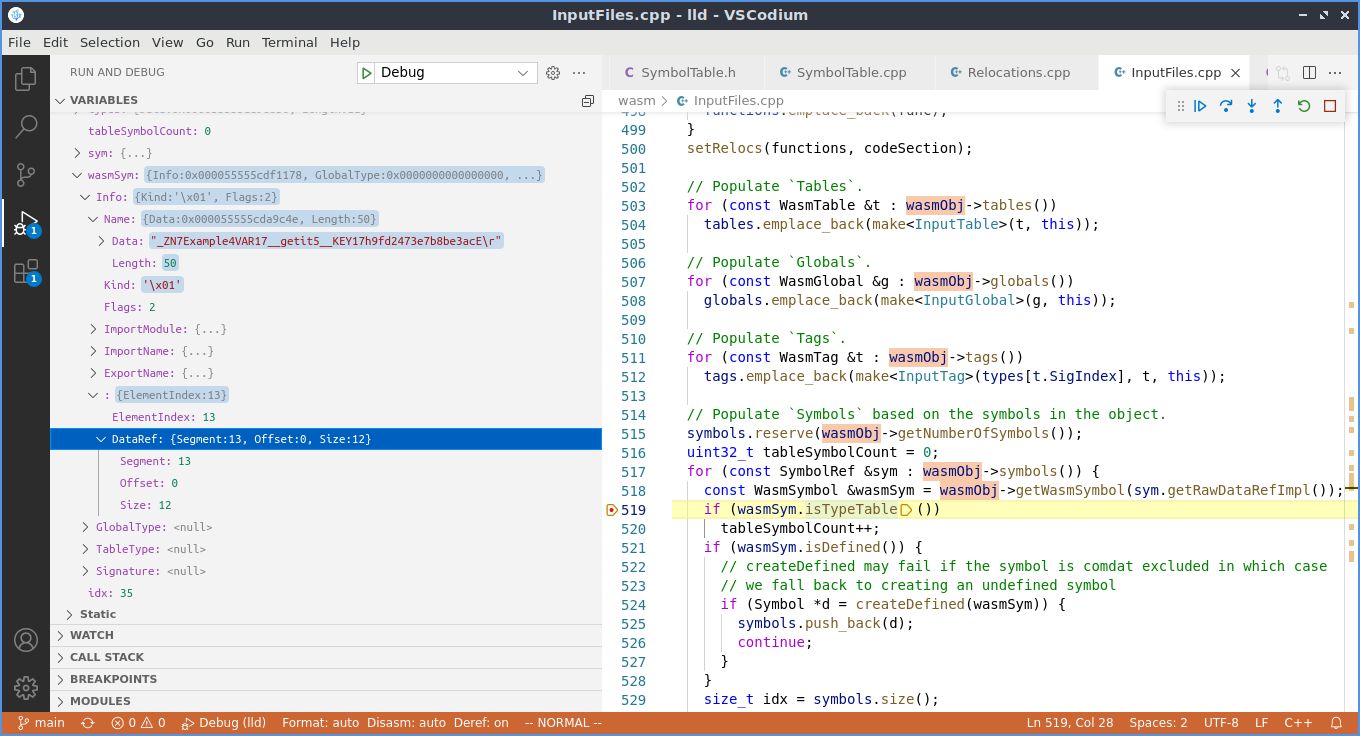 InputFiles.cpp - lld - VSCodium
File Edit Selection View Go Run Terminal Help
RUN AND DEBUG
Debug
VARIABLES
tableSymbolCount: 0
sym: {...}
wasmSym: {Info:0x000055555cdf1178, GlobalType:0x0000000000000000, ...}
Info: {Kind:'\x01', Flags:2}
Name: {Data:0x000055555cda9c4e, Length:50}
Data: "_ZN7Example4VAR17__getit5__KEY17h9fd2473e7b8be3acE\r"
Length: 50
Kind: '\x01'
Flags: 2
ImportModule: {...}
ImportName: {...}
ExportName: {...}
: {ElementIndex:13}
ElementIndex: 13
DataRef: {Segment:13, Offset:0, Size:12}
Segment: 13
Offset: 0
Size: 12
GlobalType: <null>
TableType: <null>
Signature: <null>
idx: 35
Static
WATCH
CALL STACK
BREAKPOINTS
MODULES
1
1
SymbolTable.h SymbolTable.cpp Relocations.cpp InputFiles.cpp
wasm > InputFiles.cpp
498 functions.emplace_back(func);
499 }
500 setRelocs(functions, codeSection);
501
502 // Populate `Tables`.
503 for (const WasmTable &t : wasmObj->tables())
504 tables.emplace_back(make<InputTable>(t, this));
505
506 // Populate `Globals`.
507 for (const WasmGlobal &g : wasmObj->globals())
508 globals.emplace_back(make<InputGlobal>(g, this));
509
510 // Populate `Tags`.
511 for (const WasmTag &t : wasmObj->tags())
512 tags.emplace_back(make<InputTag>(types[t.SigIndex], t, this));
513
514 // Populate `Symbols` based on the symbols in the object.
515 symbols.reserve(wasmObj->getNumberOfSymbols());
516 uint32_t tableSymbolCount = 0;
517 for (const SymbolRef &sym : wasmObj->symbols()) {
518 const WasmSymbol &wasmSym = wasmObj->getWasmSymbol(sym.getRawDataRefImpl());
519 if (wasmSym.isTypeTable())
520 tableSymbolCount++;
521 if (wasmSym.isDefined()) {
522 // createDefined may fail if the symbol is comdat excluded in which case
523 // we fall back to creating an undefined symbol
524 if (Symbol *d = createDefined(wasmSym)) {
525 symbols.push_back(d);
526 continue;
527 }
528 }
529 size_t idx = symbols.size();
main 0 0 Debug (lld) Format: auto Disasm: auto Deref: on -- NORMAL -- Ln 519, Col 28 Spaces: 2 UTF-8 LF C++